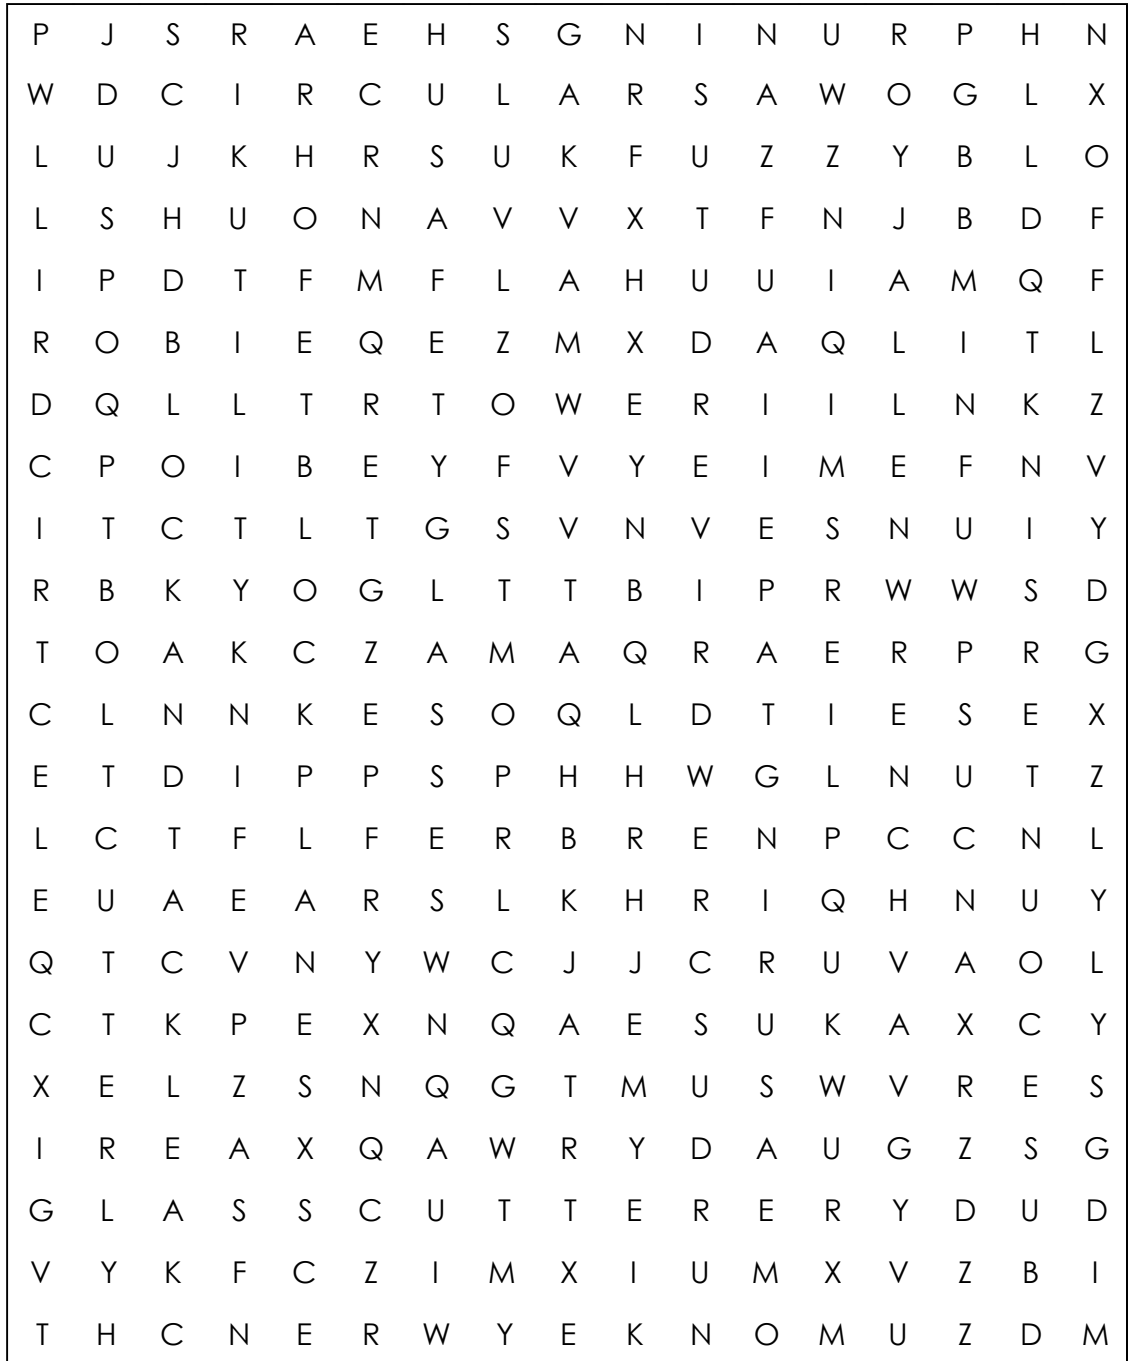 P J S R A E H S G N I N U R P H N
W D C I R C U L A R S A W O G L X
L U J K H R S U K F U Z Z Y B L O
L S H U O N A V V X T F N J B D F
I P D T F M F L A H U U I A M Q F
R O B I E Q E Z M X D A Q L I T L
D Q L L T R T O W E R I I L N K Z
C P O I B E Y F V Y E I M E F N V
I T C T L T G S V N V E S N U I Y
R B K Y O G L T T B I P R W W S D
T O A K C Z A M A Q R A E R P R G
C L N N K E S O Q L D T I E S E X
E T D I P P S P H H W G L N U T Z
L C T F L F E R B R E N P C C N L
E U A E A R S L K H R I Q H N U Y
Q T C V N Y W C J J C R U V A O L
C T K P E X N Q A E S U K A X C Y
X E L Z S N Q G T M U S W V R E S
I R E A X Q A W R Y D A U G Z S G
G L A S S C U T T E R E R Y D U D
V Y K F C Z I M X I U M X V Z B I
T H C N E R W Y E K N O M U Z D M